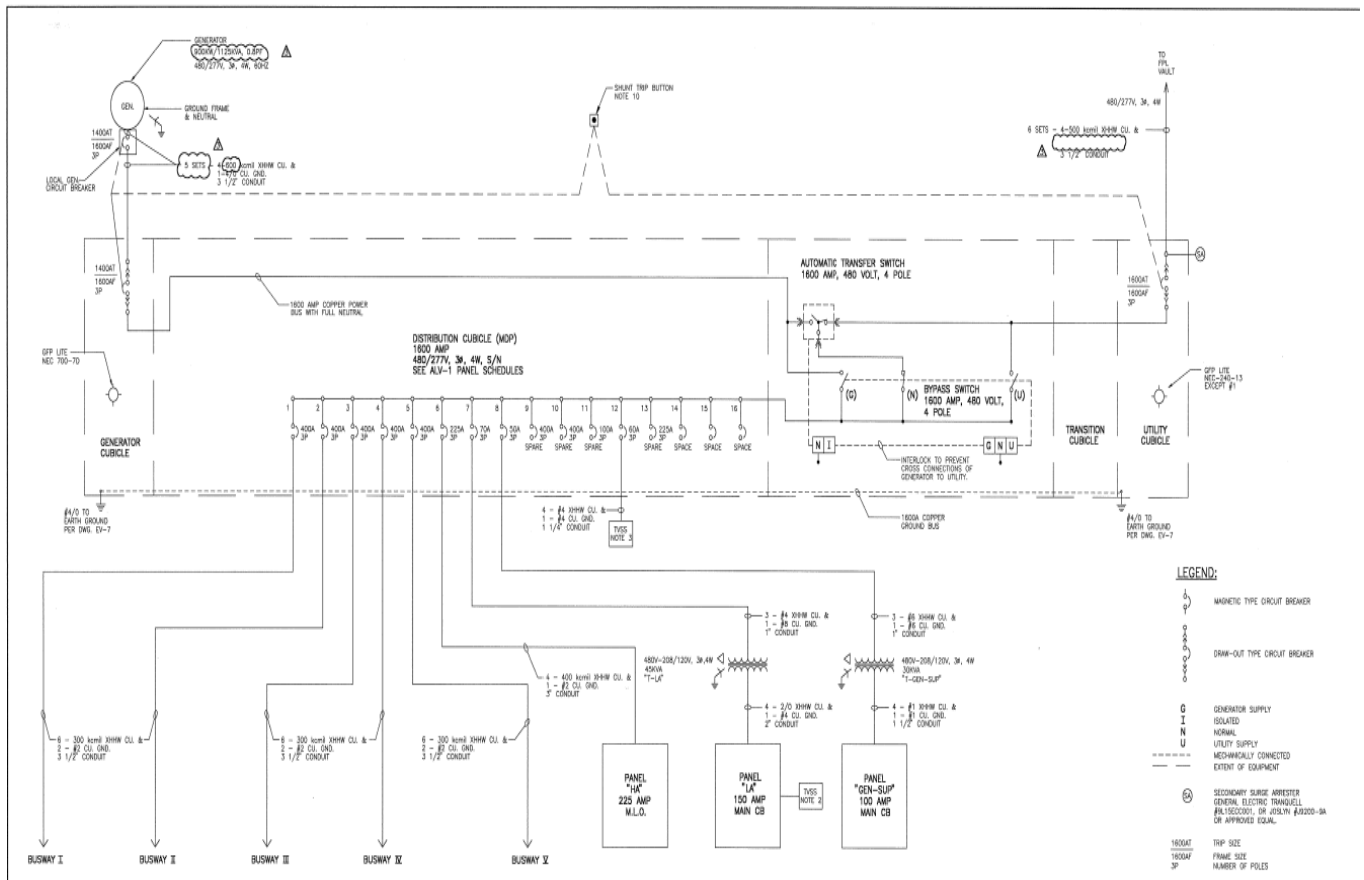 GENERATOR
900KW/1125KVA, 0.8PF
480/277V, 3ø, 4W, 60HZ
GEN.
GROUND FRAME
& NEUTRAL
1400AT
1600AF
3P
LOCAL GEN.
CIRCUIT BREAKER
5 SETS - 4-600 kcmil XHHW CU. &
1-4/0 CU. GND.
3 1/2" CONDUIT
SHUNT TRIP BUTTON
NOTE 10
TO
FPL
VAULT
480/277V, 3ø, 4W
6 SETS - 4-500 kcmil XHHW CU. &
3 1/2" CONDUIT
SA
1400AT
1600AF
3P
1600 AMP COPPER POWER
BUS WITH FULL NEUTRAL
AUTOMATIC TRANSFER SWITCH
1600 AMP, 480 VOLT, 4 POLE
1600AT
1600AF
3P
GFP LITE
NEC 700-7D
DISTRIBUTION CUBICLE (MDP)
1600 AMP
480/277V, 3ø, 4W, S/N
SEE ALV-1 PANEL SCHEDULES
GFP LITE
NEC-240-13
EXCEPT #1
BYPASS SWITCH
1600 AMP, 480 VOLT,
4 POLE
(G)
(N)
(U)
1 2 3 4 5 6 7 8 9 10 11 12 13 14 15 16
400A 3P
400A 3P
400A 3P
400A 3P
400A 3P
225A 3P
70A 3P
50A 3P
400A 3P SPARE
400A 3P SPARE
100A 3P SPARE
60A 3P
225A 3P SPARE
SPACE
SPACE
SPACE
GENERATOR
CUBICLE
N I
G N U
INTERLOCK TO PREVENT
CROSS CONNECTIONS OF
GENERATOR TO UTILITY.
TRANSITION
CUBICLE
UTILITY
CUBICLE
#4/0 TO
EARTH GROUND
PER DWG. EV-7
4 - #4 XHHW CU. &
1 - #4 CU. GND.
1 1/4" CONDUIT
TVSS
NOTE 3
1600A COPPER
GROUND BUS
#4/0 TO
EARTH GROUND
PER DWG. EV-7
3 - #4 XHHW CU. &
1 - #8 CU. GND.
1" CONDUIT
3 - #8 XHHW CU. &
1 - #8 CU. GND.
1" CONDUIT
480V-208/120V, 3ø,4W
45KVA
"T-LA"
480V-208/120V, 3ø, 4W
30KVA
"T-GEN-SUP"
4 - 400 kcmil XHHW CU. &
1 - #2 CU. GND.
3" CONDUIT
4 - 2/0 XHHW CU. &
1 - #4 CU. GND.
2" CONDUIT
4 - #1 XHHW CU. &
1 - #1 CU. GND.
1 1/2" CONDUIT
6 - 300 kcmil XHHW CU. &
2 - #2 CU. GND.
3 1/2" CONDUIT
6 - 300 kcmil XHHW CU. &
2 - #2 CU. GND.
3 1/2" CONDUIT
6 - 300 kcmil XHHW CU. &
2 - #2 CU. GND.
3 1/2" CONDUIT
PANEL
"HA"
225 AMP
M.L.O.
PANEL
"LA"
150 AMP
MAIN CB
TVSS
NOTE 2
PANEL
"GEN-SUP"
100 AMP
MAIN CB
BUSWAY I
BUSWAY II
BUSWAY III
BUSWAY IV
BUSWAY V
LEGEND:
MAGNETIC TYPE CIRCUIT BREAKER
DRAW-OUT TYPE CIRCUIT BREAKER
G GENERATOR SUPPLY
I ISOLATED
N NORMAL
U UTILITY SUPPLY
MECHANICALLY CONNECTED
EXTENT OF EQUIPMENT
SA SECONDARY SURGE ARRESTER
GENERAL ELECTRIC TRANQUELL
#9L15ECC001, OR JOSLYN #J9200-9A
OR APPROVED EQUAL.
1600AT TRIP SIZE
1600AF FRAME SIZE
3P NUMBER OF POLES